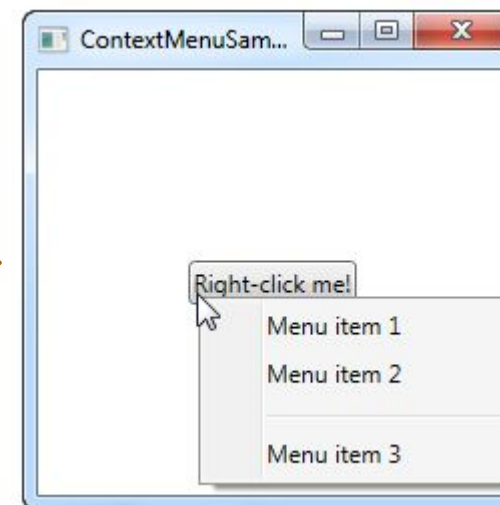 ContextMenuSam...
Right-click me!
Menu item 1
Menu item 2
Menu item 3